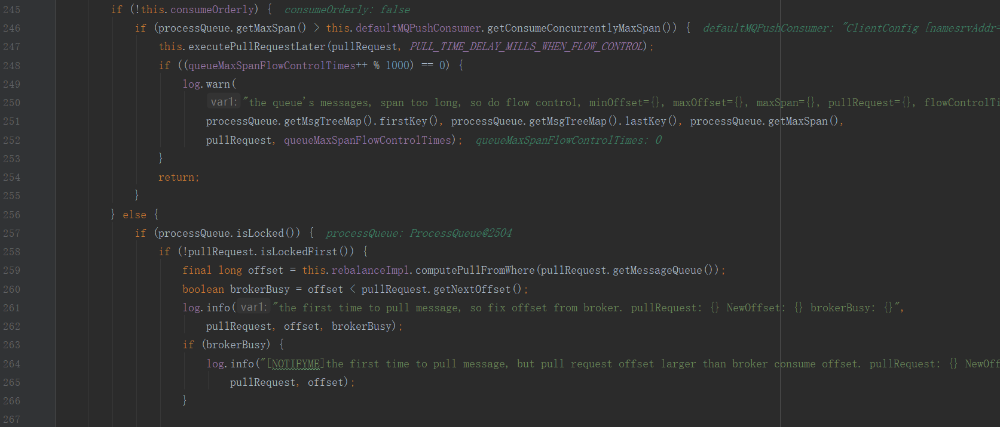 245 if (!this.consumeOrderly) { consumeOrderly: false
246 if (processQueue.getMaxSpan() > this.defaultMQPushConsumer.getConsumeConcurrentlyMaxSpan()) { defaultMQPushConsumer: "ClientConfig [namesrvAddr=
247 this.executePullRequestLater(pullRequest, PULL_TIME_DELAY_MILLS_WHEN_FLOW_CONTROL);
248 if ((queueMaxSpanFlowControlTimes++ % 1000) == 0) {
249 log.warn(
250 var1: "the queue's messages, span too long, so do flow control, minOffset={}, maxOffset={}, maxSpan={}, pullRequest={}, flowControlTi
251 processQueue.getMsgTreeMap().firstKey(), processQueue.getMsgTreeMap().lastKey(), processQueue.getMaxSpan(),
252 pullRequest, queueMaxSpanFlowControlTimes); queueMaxSpanFlowControlTimes: 0
253 }
254 return;
255 }
256 } else {
257 if (processQueue.isLocked()) { processQueue: ProcessQueue@2504
258 if (!pullRequest.isLockedFirst()) {
259 final long offset = this.rebalanceImpl.computePullFromWhere(pullRequest.getMessageQueue());
260 boolean brokerBusy = offset < pullRequest.getNextOffset();
261 log.info( var1: "the first time to pull message, so fix offset from broker. pullRequest: {} NewOffset: {} brokerBusy: {}",
262 pullRequest, offset, brokerBusy);
263 if (brokerBusy) {
264 log.info("[NOTIFYME]the first time to pull message, but pull request offset larger than broker consume offset. pullRequest: {} NewOff
265 pullRequest, offset);
266 }
267